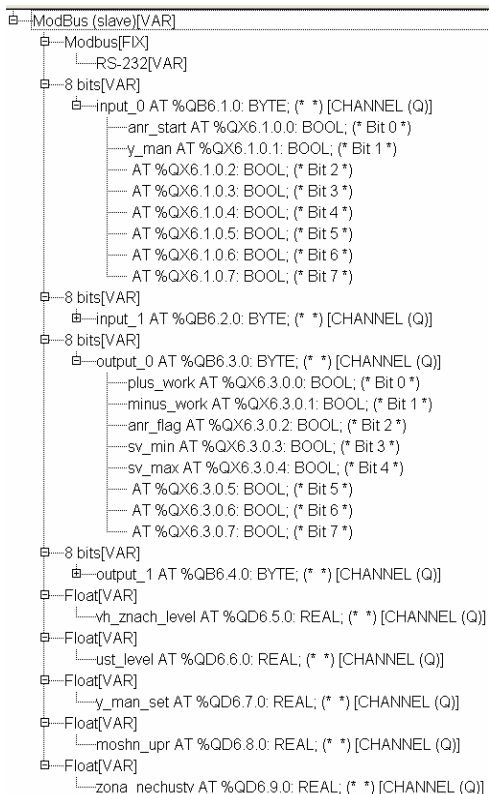 ModBus (slave)[VAR]
Modbus[FIX]
RS-232[VAR]
8 bits[VAR]
input_0 AT %QB6.1.0: BYTE; (* *) [CHANNEL (Q)]
anr_start AT %QX6.1.0.0: BOOL; (* Bit 0 *)
y_man AT %QX6.1.0.1: BOOL; (* Bit 1 *)
AT %QX6.1.0.2: BOOL; (* Bit 2 *)
AT %QX6.1.0.3: BOOL; (* Bit 3 *)
AT %QX6.1.0.4: BOOL; (* Bit 4 *)
AT %QX6.1.0.5: BOOL; (* Bit 5 *)
AT %QX6.1.0.6: BOOL; (* Bit 6 *)
AT %QX6.1.0.7: BOOL; (* Bit 7 *)
8 bits[VAR]
input_1 AT %QB6.2.0: BYTE; (* *) [CHANNEL (Q)]
8 bits[VAR]
output_0 AT %QB6.3.0: BYTE; (* *) [CHANNEL (Q)]
plus_work AT %QX6.3.0.0: BOOL; (* Bit 0 *)
minus_work AT %QX6.3.0.1: BOOL; (* Bit 1 *)
anr_flag AT %QX6.3.0.2: BOOL; (* Bit 2 *)
sv_min AT %QX6.3.0.3: BOOL; (* Bit 3 *)
sv_max AT %QX6.3.0.4: BOOL; (* Bit 4 *)
AT %QX6.3.0.5: BOOL; (* Bit 5 *)
AT %QX6.3.0.6: BOOL; (* Bit 6 *)
AT %QX6.3.0.7: BOOL; (* Bit 7 *)
8 bits[VAR]
output_1 AT %QB6.4.0: BYTE; (* *) [CHANNEL (Q)]
Float[VAR]
vh_znach_level AT %QD6.5.0: REAL; (* *) [CHANNEL (Q)]
Float[VAR]
ust_level AT %QD6.6.0: REAL; (* *) [CHANNEL (Q)]
Float[VAR]
y_man_set AT %QD6.7.0: REAL; (* *) [CHANNEL (Q)]
Float[VAR]
moshn_upr AT %QD6.8.0: REAL; (* *) [CHANNEL (Q)]
Float[VAR]
zona_nechustv AT %QD6.9.0: REAL; (* *) [CHANNEL (Q)]